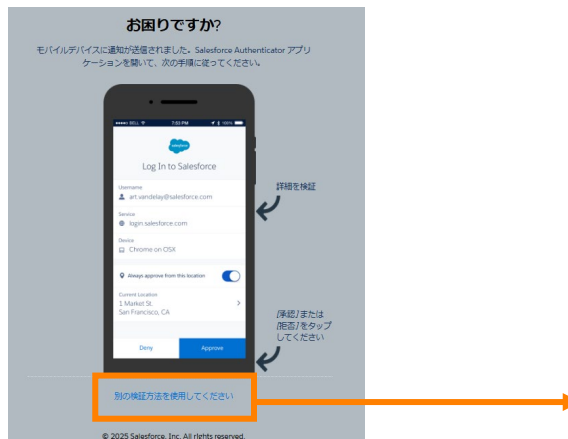 お困りですか?
モバイルデバイスに通知が送信されました。Salesforce Authenticator アプリ
ケーションを開いて、次の手順に従ってください。
BELL 7:53 PM 100%
salesforce
Log In to Salesforce
Username
art.vandelay@salesforce.com
Service
login.salesforce.com
Device
Chrome on OSX
Always approve from this location
Current Location
1 Market St.
San Francisco, CA
Deny Approve
詳細を検証
[承認] または
[拒否] をタップ
してください
別の検証方法を使用してください
© 2025 Salesforce, Inc. All rights reserved.